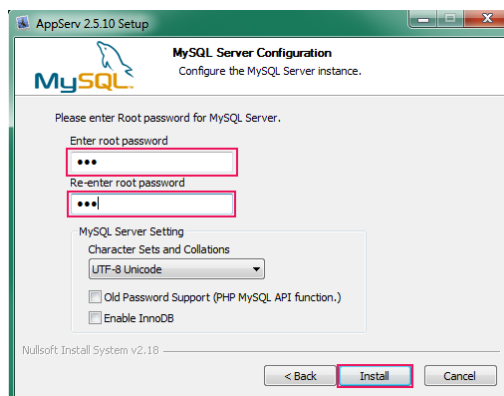 AppServ 2.5.10 Setup
MySQL Server Configuration
Configure the MySQL Server instance.
MySQL
Please enter Root password for MySQL Server.
Enter root password
•••
Re-enter root password
•••
MySQL Server Setting
Character Sets and Collations
UTF-8 Unicode
Old Password Support (PHP MySQL API function.)
Enable InnoDB
Nullsoft Install System v2.18
< Back Install Cancel